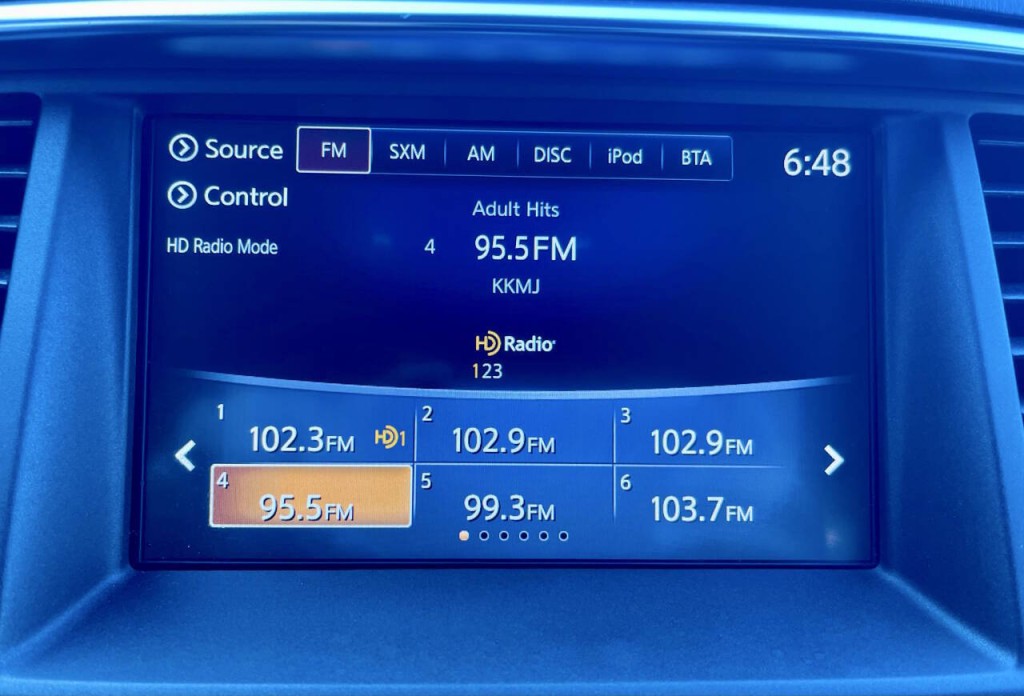 Source FM SXM AM DISC iPod BTA 6:48
Control
Adult Hits
HD Radio Mode 4 95.5FM
KKMJ
HD Radio
123
1 102.3FM HD1 2 102.9FM 3 102.9FM
4 95.5FM 5 99.3FM 6 103.7FM